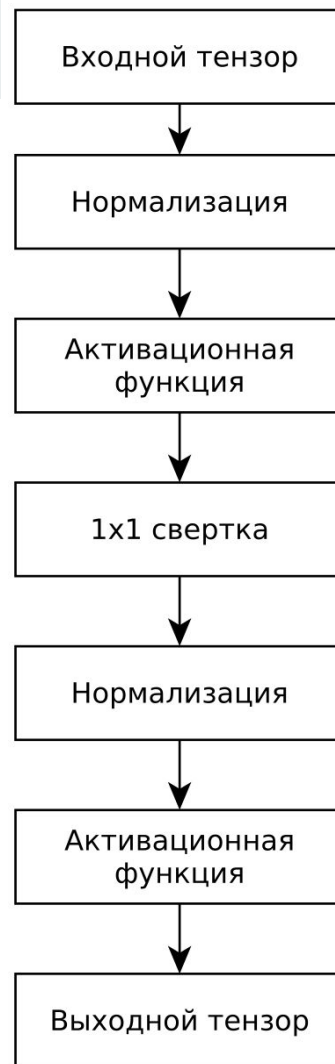 Входной тензор
Нормализация
Активационная
функция
1x1 свертка
Нормализация
Активационная
функция
Выходной тензор